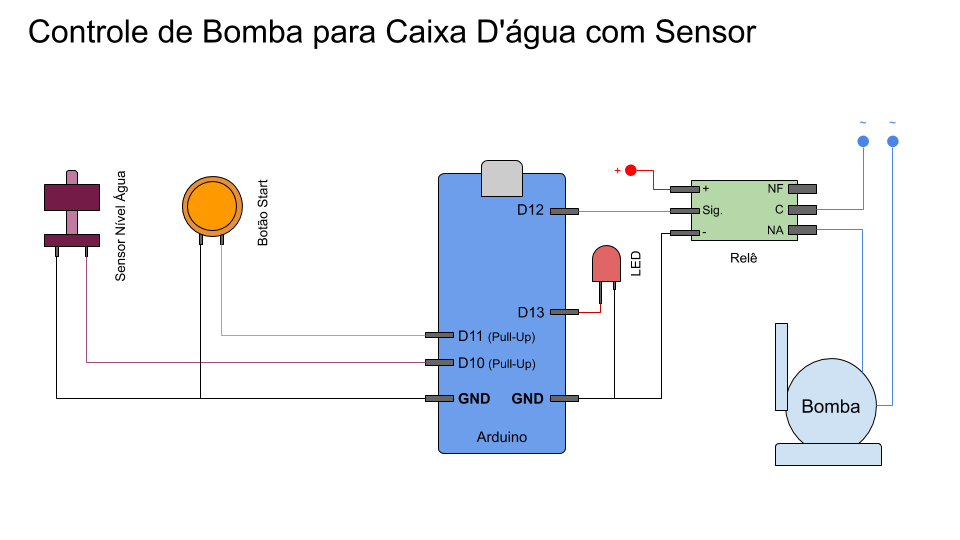 Controle de Bomba para Caixa D'água com Sensor
Sensor Nível Água
Botão Start
D12
D13
D11 (Pull-Up)
D10 (Pull-Up)
GND GND
Arduino
LED
+
+ NF
Sig. C
- NA
Relê
~ ~
Bomba